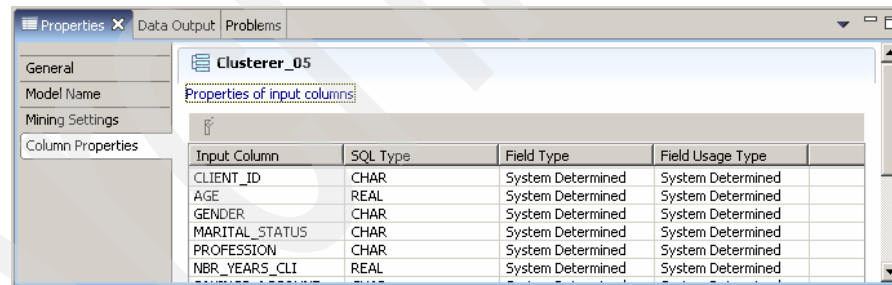 Properties Data Output Problems
Clusterer_05
General
Model Name
Mining Settings
Column Properties
Properties of input columns
Input Column SQL Type Field Type Field Usage Type
CLIENT_ID CHAR System Determined System Determined
AGE REAL System Determined System Determined
GENDER CHAR System Determined System Determined
MARITAL_STATUS CHAR System Determined System Determined
PROFESSION CHAR System Determined System Determined
NBR_YEARS_CLI REAL System Determined System Determined